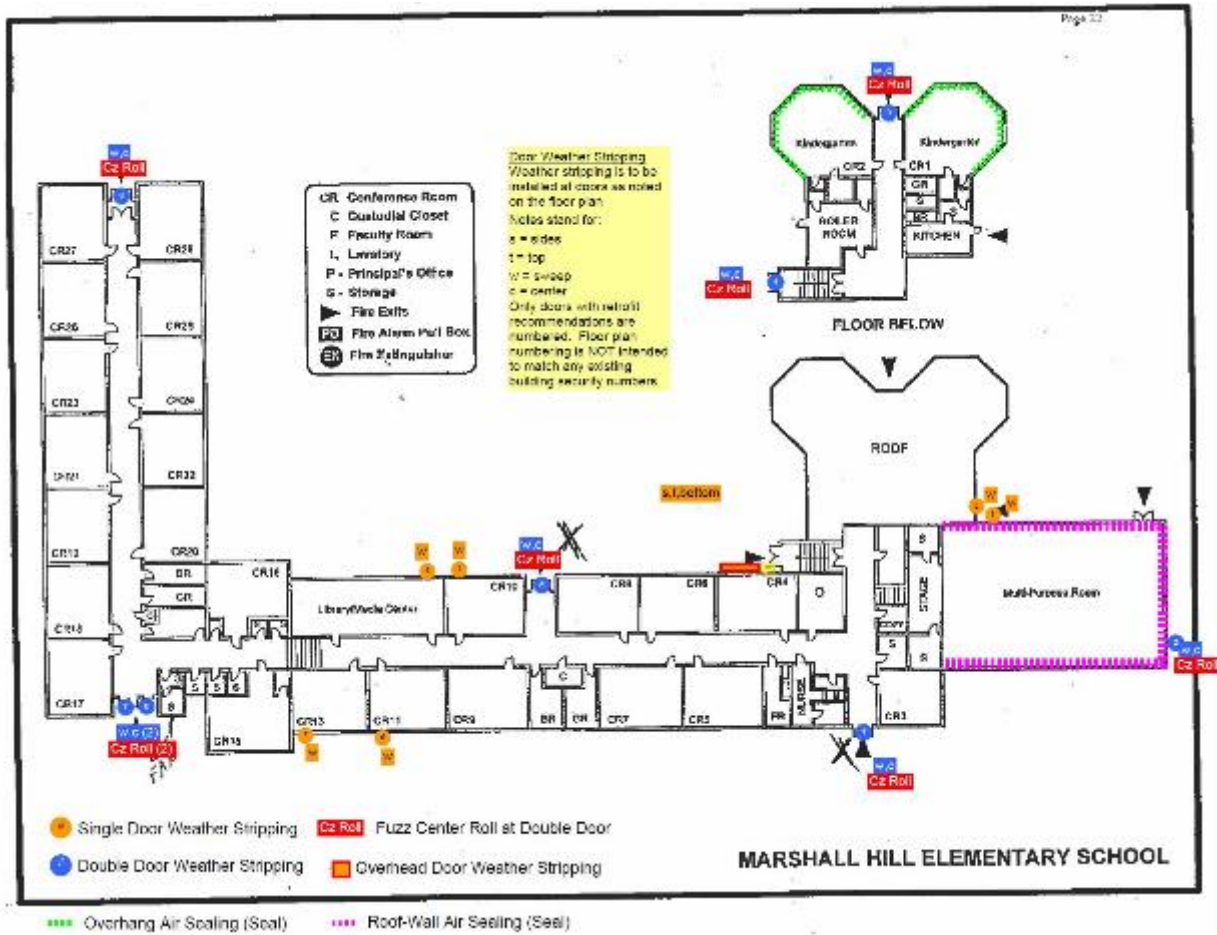 Page 22
w,c
Cz Roll
Kindergarten
Kindergarten
CR2
CR1
GR
S
S
BR
BOILER
ROOM
KITCHEN
w,c
Cz Roll
FLOOR BELOW
w,c
Cz Roll
CR Conference Room
C Custodial Closet
F Faculty Room
L Lavatory
P - Principal's Office
S - Storage
Fire Exits
PB Fire Alarm Pull Box
EX Fire Extinguisher
Door Weather Stripping
Weather stripping is to be
installed at doors as noted
on the floor plan
Notes stand for:
s = sides
t = top
w = sweep
c = center
Only doors with retrofit
recommendations are
numbered. Floor plan
numbering is NOT intended
to match any existing
building security numbers
CR27
CR28
CR26
CR25
CR23
CR24
CR21
CR22
CR19
CR20
BR
GR
CR18
CR17
CR16
ROOF
s,t,bottom
W
W
W
W
w,c
Cz Roll
Library/Media Center
CR10
CR8
CR6
CR4
O
STAGE
S
COPY
S
S
Multi-Purpose Room
w,c
Cz Roll
S
S
S
S
CR15
CR13
CR11
CR9
BR
C
GR
CR7
CR5
FR
NURSE
CR3
w,c (2)
Cz Roll (2)
W
W
w,c
Cz Roll
Single Door Weather Stripping
Cz Roll Fuzz Center Roll at Double Door
Double Door Weather Stripping
Overhead Door Weather Stripping
MARSHALL HILL ELEMENTARY SCHOOL
Overhang Air Sealing (Seal)
Roof-Wall Air Sealing (Seal)